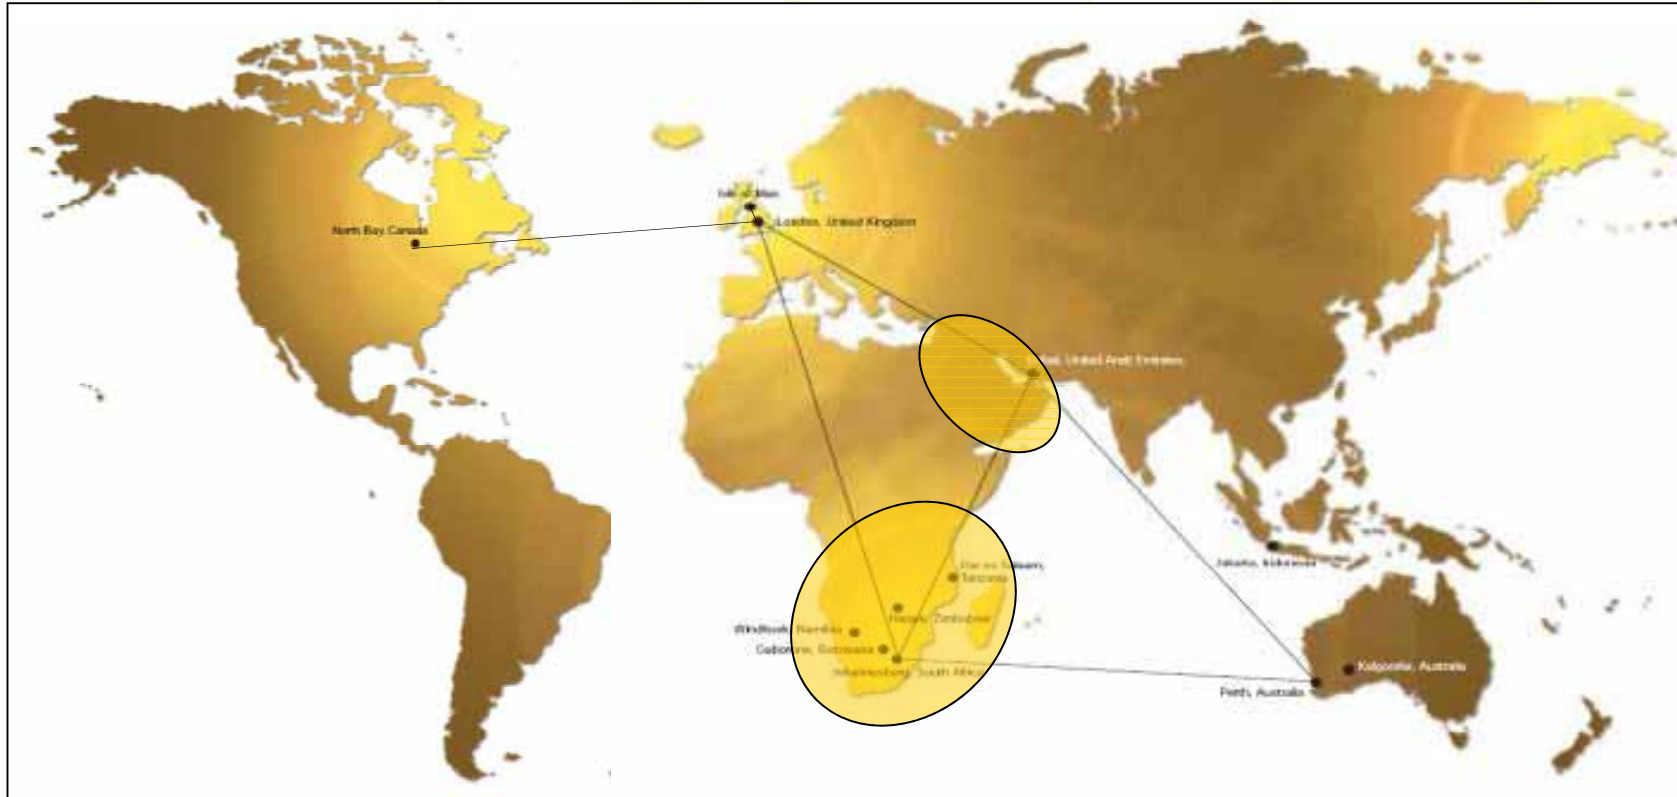 Isle of Man
London, United Kingdom
North Bay, Canada
Dubai, United Arab Emirates
Jakarta, Indonesia
Dar es Salaam,
Tanzania
Harare, Zimbabwe
Windhoek, Namibia
Gaborone, Botswana
Johannesburg, South Africa
Kalgoorlie, Australia
Perth, Australia